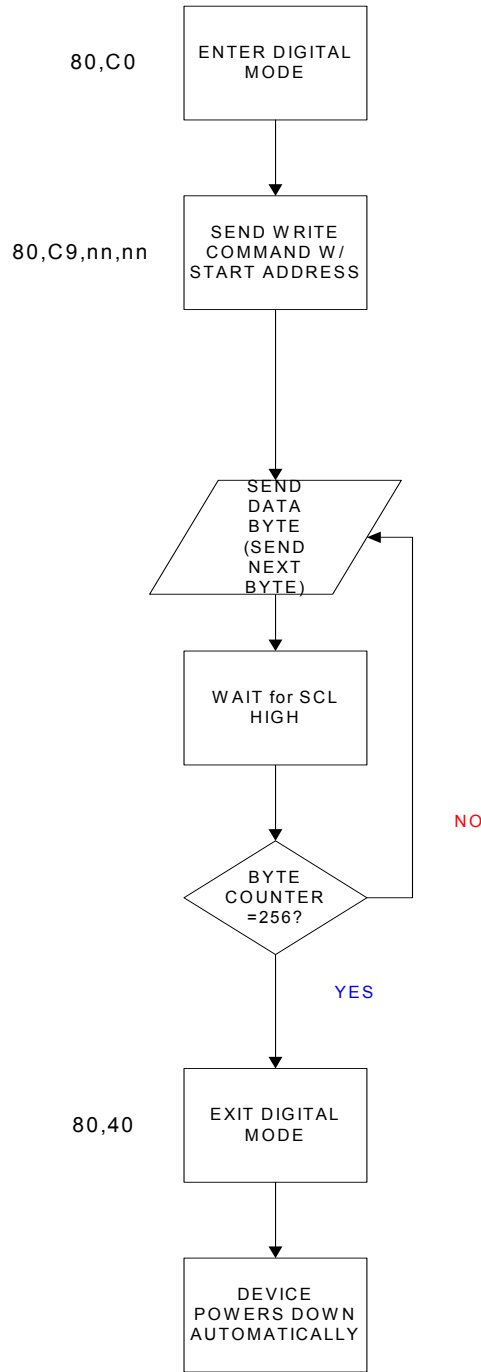 80,C0
ENTER DIGITAL
MODE
80,C9,nn,nn
SEND WRITE
COMMAND W/
START ADDRESS
SEND
DATA
BYTE
(SEND
NEXT
BYTE)
WAIT for SCL
HIGH
NO
BYTE
COUNTER
=256?
YES
80,40
EXIT DIGITAL
MODE
DEVICE
POWERS DOWN
AUTOMATICALLY